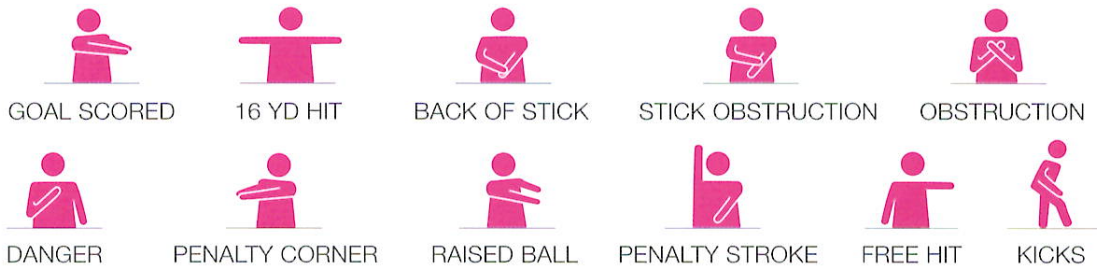 GOAL SCORED 16 YD HIT BACK OF STICK STICK OBSTRUCTION OBSTRUCTION
DANGER PENALTY CORNER RAISED BALL PENALTY STROKE FREE HIT KICKS